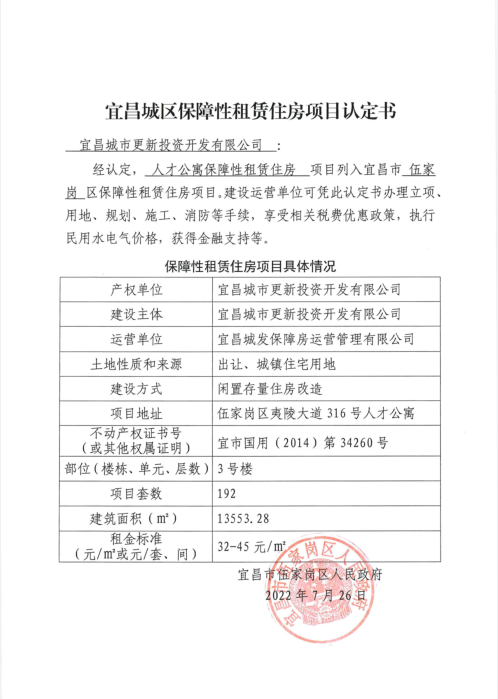 宜昌城区保障性租赁住房项目认定书
宜昌城市更新投资开发有限公司 :
经认定, 人才公寓保障性租赁住房 项目列入宜昌市 伍家
岗 区保障性租赁住房项目。建设运营单位可凭此认定书办理立项、
用地、规划、施工、消防等手续,享受相关税费优惠政策,执行
民用水电气价格,获得金融支持等。
保障性租赁住房项目具体情况
产权单位 宜昌城市更新投资开发有限公司
建设主体 宜昌城市更新投资开发有限公司
运营单位 宜昌城发保障房运营管理有限公司
土地性质和来源 出让、城镇住宅用地
建设方式 闲置存量住房改造
项目地址 伍家岗区夷陵大道 316 号人才公寓
不动产权证书号
(或其他权属证明) 宜市国用(2014)第 34260 号
部位(楼栋、单元、层数) 3 号楼
项目套数 192
建筑面积(㎡) 13553.28
租金标准
(元/㎡或元/套、间) 32-45 元/㎡
宜昌市伍家岗区人民政府
2022 年 7 月 26 日
宜昌市伍家岗区人民政府